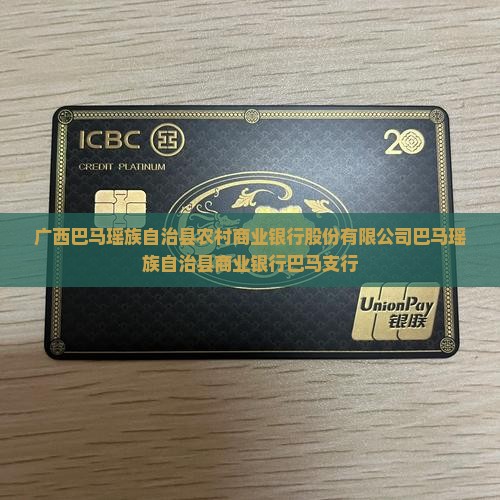 ICBC
20
CREDIT PLATINUM
广西巴马瑶族自治县农村商业银行股份有限公司巴马瑶
族自治县商业银行巴马支行
UnionPay
银联